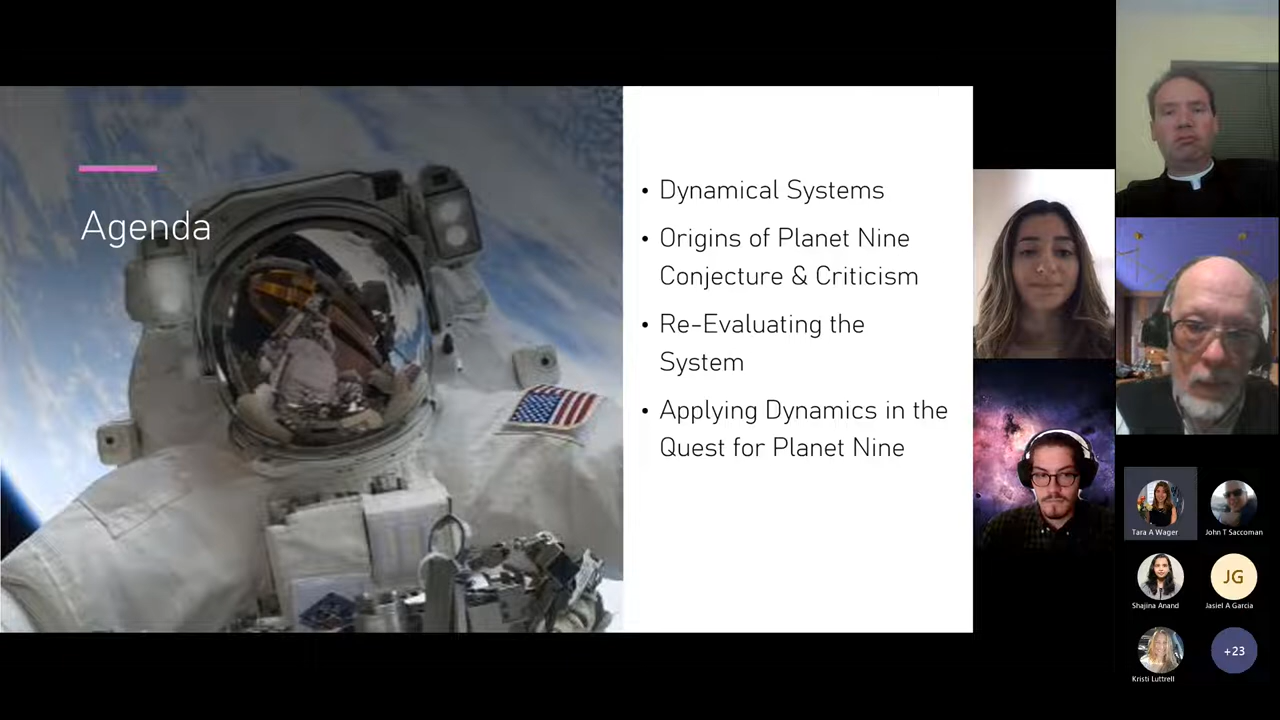 Agenda
• Dynamical Systems
• Origins of Planet Nine
Conjecture & Criticism
• Re-Evaluating the
System
• Applying Dynamics in the
Quest for Planet Nine
Tara A Wager
John T Saccoman
Shajina Anand
JG
Jasiel A Garcia
Kristi Luttrell
+23